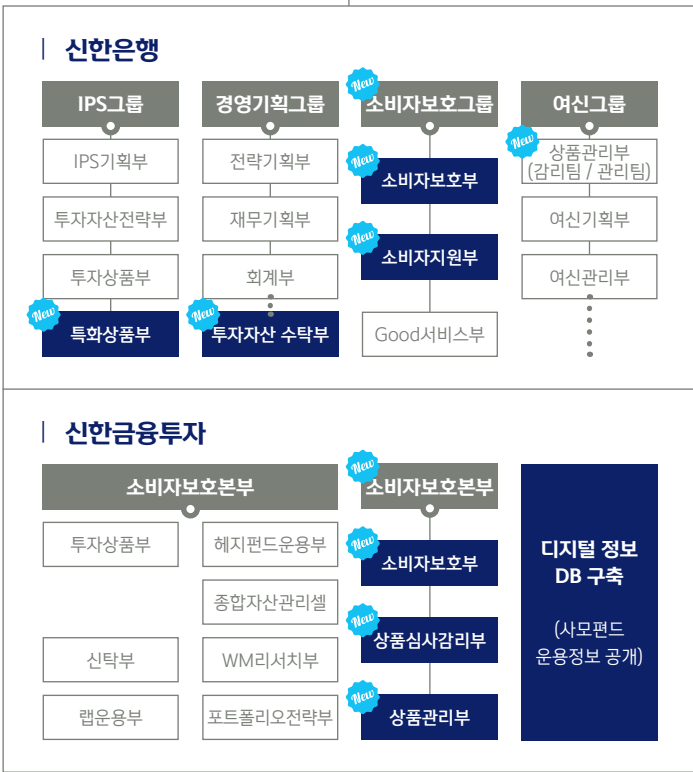 신한은행
IPS그룹
IPS기획부
투자자산전략부
투자상품부
New
특화상품부
경영기획그룹
전략기획부
재무기획부
회계부
New
투자자산 수탁부
New
소비자보호그룹
New
소비자보호부
New
소비자지원부
Good서비스부
여신그룹
New
상품관리부
(감리팀 / 관리팀)
여신기획부
여신관리부
신한금융투자
소비자보호본부
투자상품부
헤지펀드운용부
종합자산관리셀
신탁부
WM리서치부
랩운용부
포트폴리오전략부
New
소비자보호본부
New
소비자보호부
New
상품심사감리부
New
상품관리부
디지털 정보
DB 구축
(사모편드
운용정보 공개)